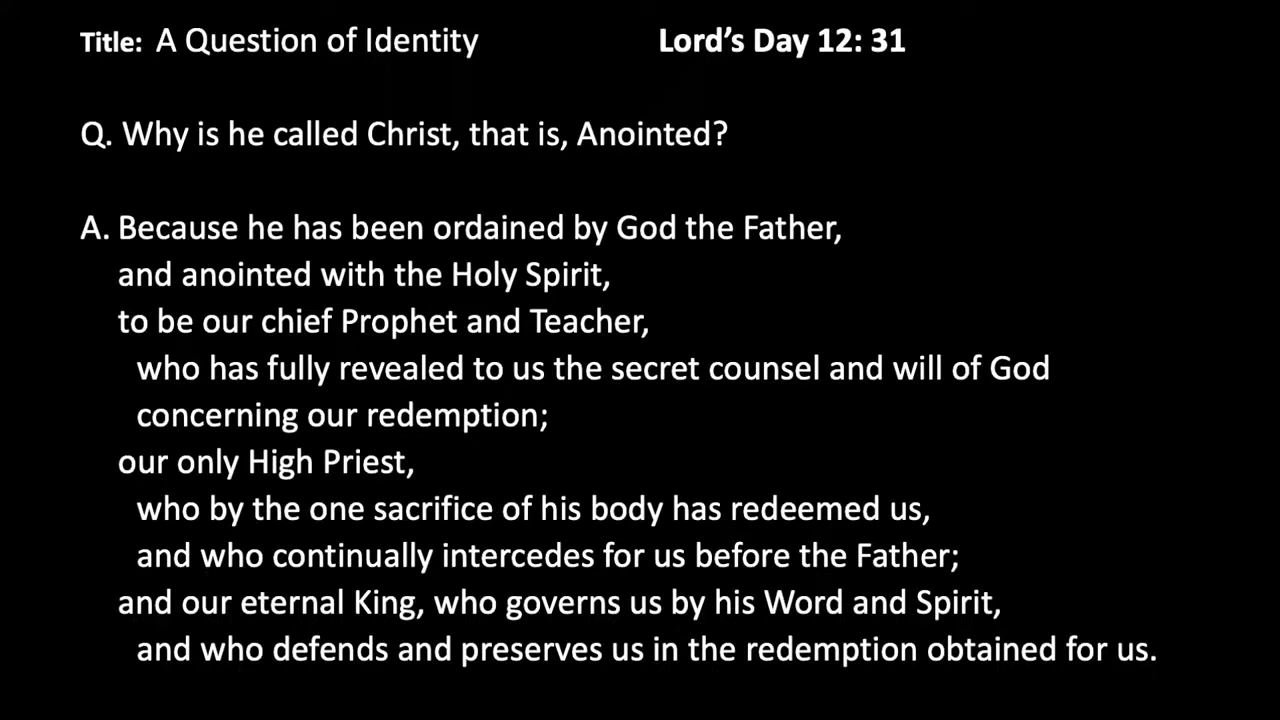 Title: A Question of Identity Lord’s Day 12: 31
Q. Why is he called Christ, that is, Anointed?
A. Because he has been ordained by God the Father,
and anointed with the Holy Spirit,
to be our chief Prophet and Teacher,
who has fully revealed to us the secret counsel and will of God
concerning our redemption;
our only High Priest,
who by the one sacrifice of his body has redeemed us,
and who continually intercedes for us before the Father;
and our eternal King, who governs us by his Word and Spirit,
and who defends and preserves us in the redemption obtained for us.